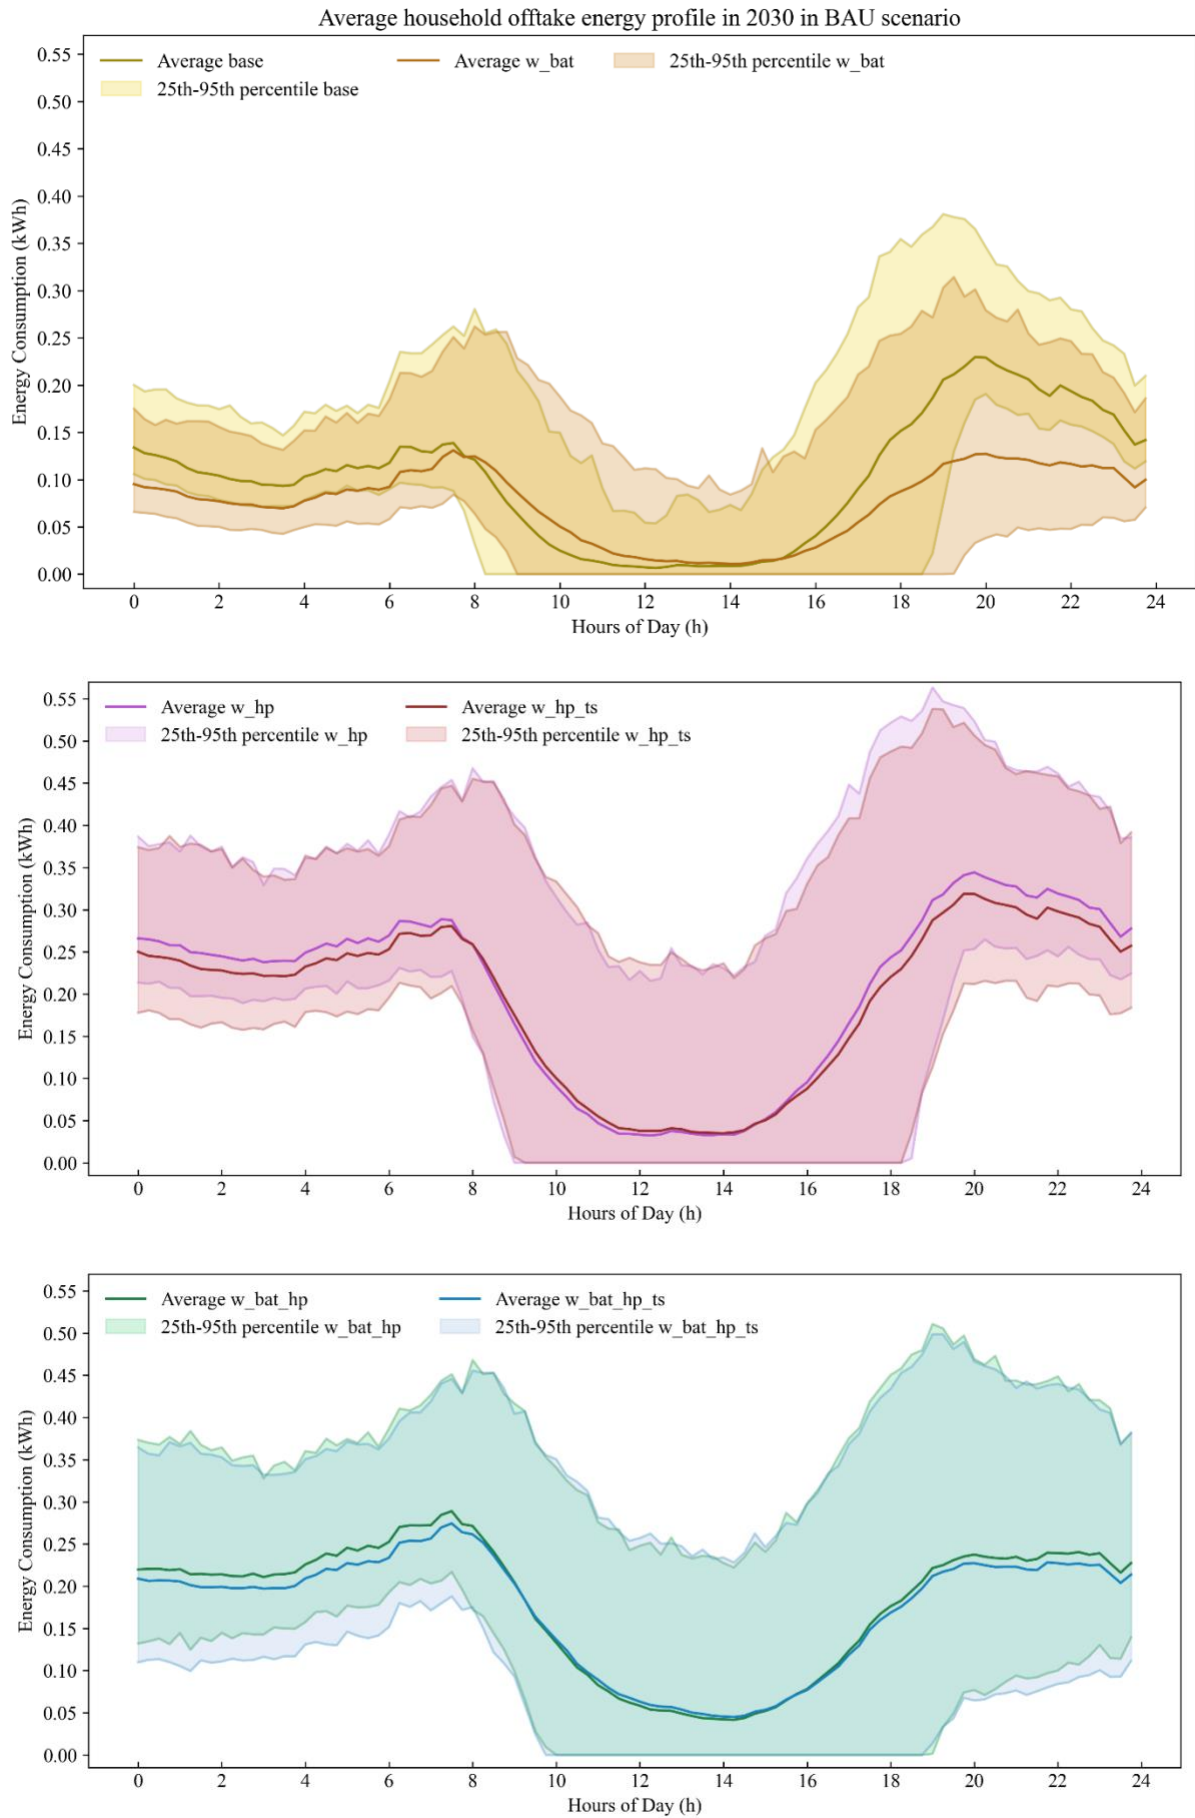 Average household offtake energy profile in 2030 in BAU scenario
Average base
Average w_bat
25th-95th percentile w_bat
25th-95th percentile base
0.55
0.50
0.45
0.40
0.35
0.30
0.25
0.20
0.15
0.10
0.05
0.00
Energy Consumption (kWh)
0 2 4 6 8 10 12 14 16 18 20 22 24
Hours of Day (h)
Average w_hp
Average w_hp_ts
25th-95th percentile w_hp
25th-95th percentile w_hp_ts
0.55
0.50
0.45
0.40
0.35
0.30
0.25
0.20
0.15
0.10
0.05
0.00
Energy Consumption (kWh)
0 2 4 6 8 10 12 14 16 18 20 22 24
Hours of Day (h)
Average w_bat_hp
Average w_bat_hp_ts
25th-95th percentile w_bat_hp
25th-95th percentile w_bat_hp_ts
0.55
0.50
0.45
0.40
0.35
0.30
0.25
0.20
0.15
0.10
0.05
0.00
Energy Consumption (kWh)
0 2 4 6 8 10 12 14 16 18 20 22 24
Hours of Day (h)